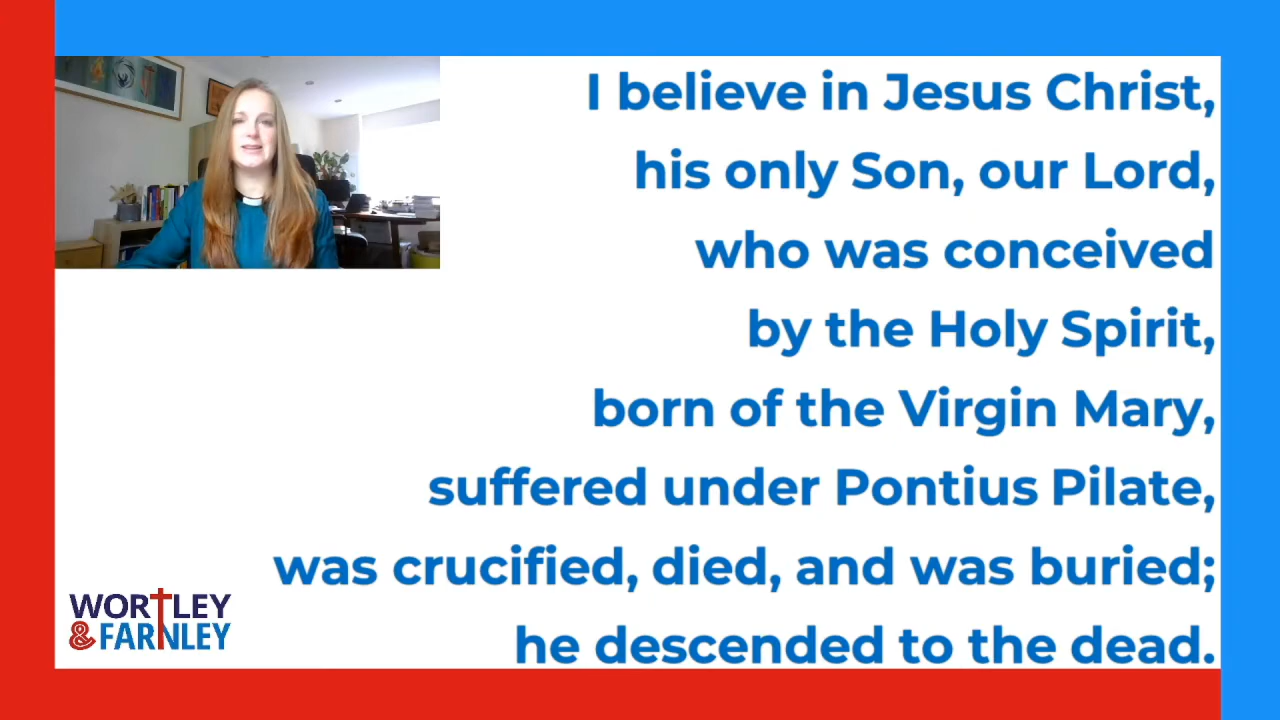 I believe in Jesus Christ,
his only Son, our Lord,
who was conceived
by the Holy Spirit,
born of the Virgin Mary,
suffered under Pontius Pilate,
was crucified, died, and was buried;
he descended to the dead.
WORTLEY
&FARNLEY